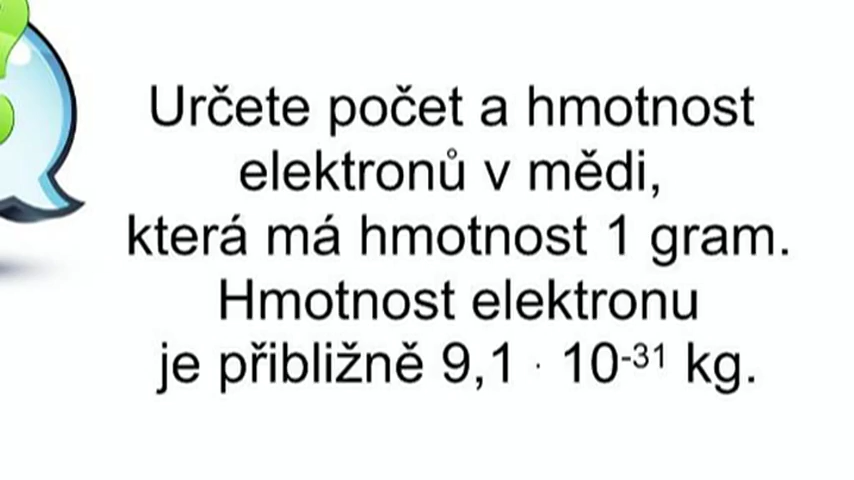 Určete počet a hmotnost
elektronů v mědi,
která má hmotnost 1 gram.
Hmotnost elektronu
je přibližně 9,1 · 10⁻³¹ kg.